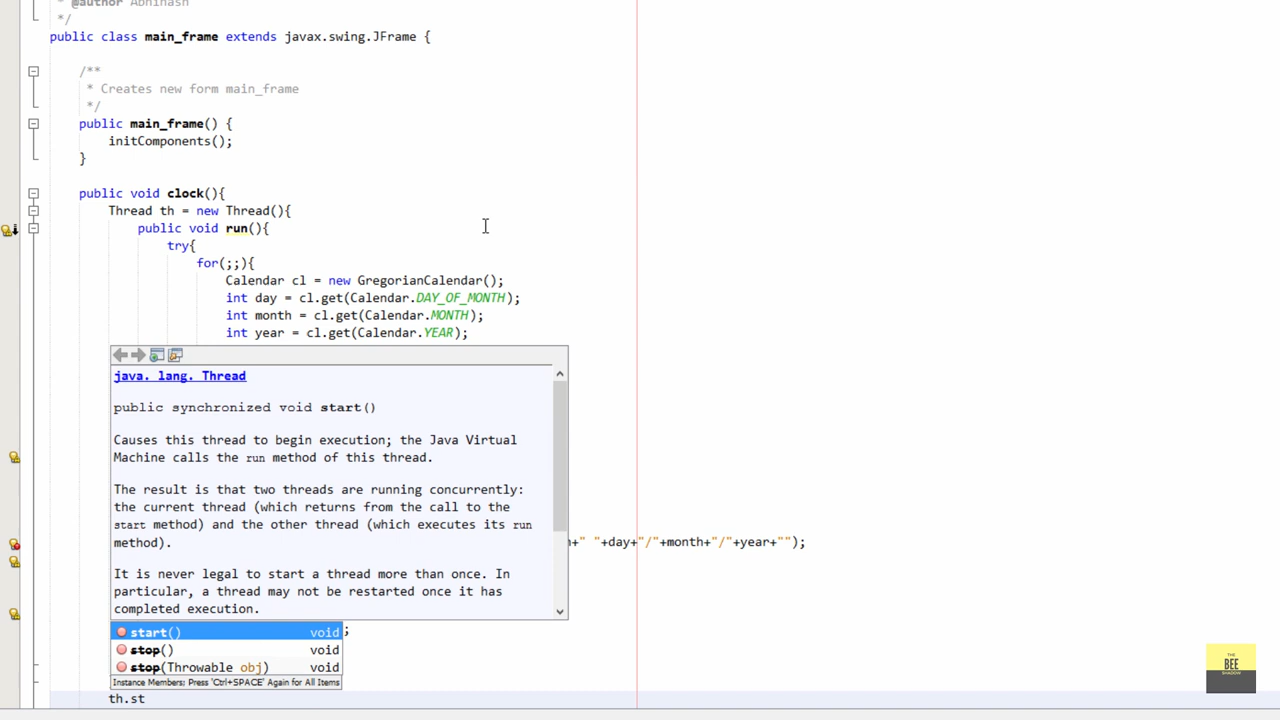 * @author Abhinash
*/
public class main_frame extends javax.swing.JFrame {
/**
* Creates new form main_frame
*/
public main_frame() {
initComponents();
}
public void clock(){
Thread th = new Thread(){
public void run(){
try{
for(;;){
Calendar cl = new GregorianCalendar();
int day = cl.get(Calendar.DAY_OF_MONTH);
int month = cl.get(Calendar.MONTH);
int year = cl.get(Calendar.YEAR);
java. lang. Thread
public synchronized void start()
Causes this thread to begin execution; the Java Virtual
Machine calls the run method of this thread.
The result is that two threads are running concurrently:
the current thread (which returns from the call to the
start method) and the other thread (which executes its run
method).
+" "+day+"/"+month+"/"+year+"");
It is never legal to start a thread more than once. In
particular, a thread may not be restarted once it has
completed execution.
start() void ;
stop() void
stop(Throwable obj) void
Instance Members; Press 'Ctrl+SPACE' Again for All Items
th.st
THE
BEE
SHADOW